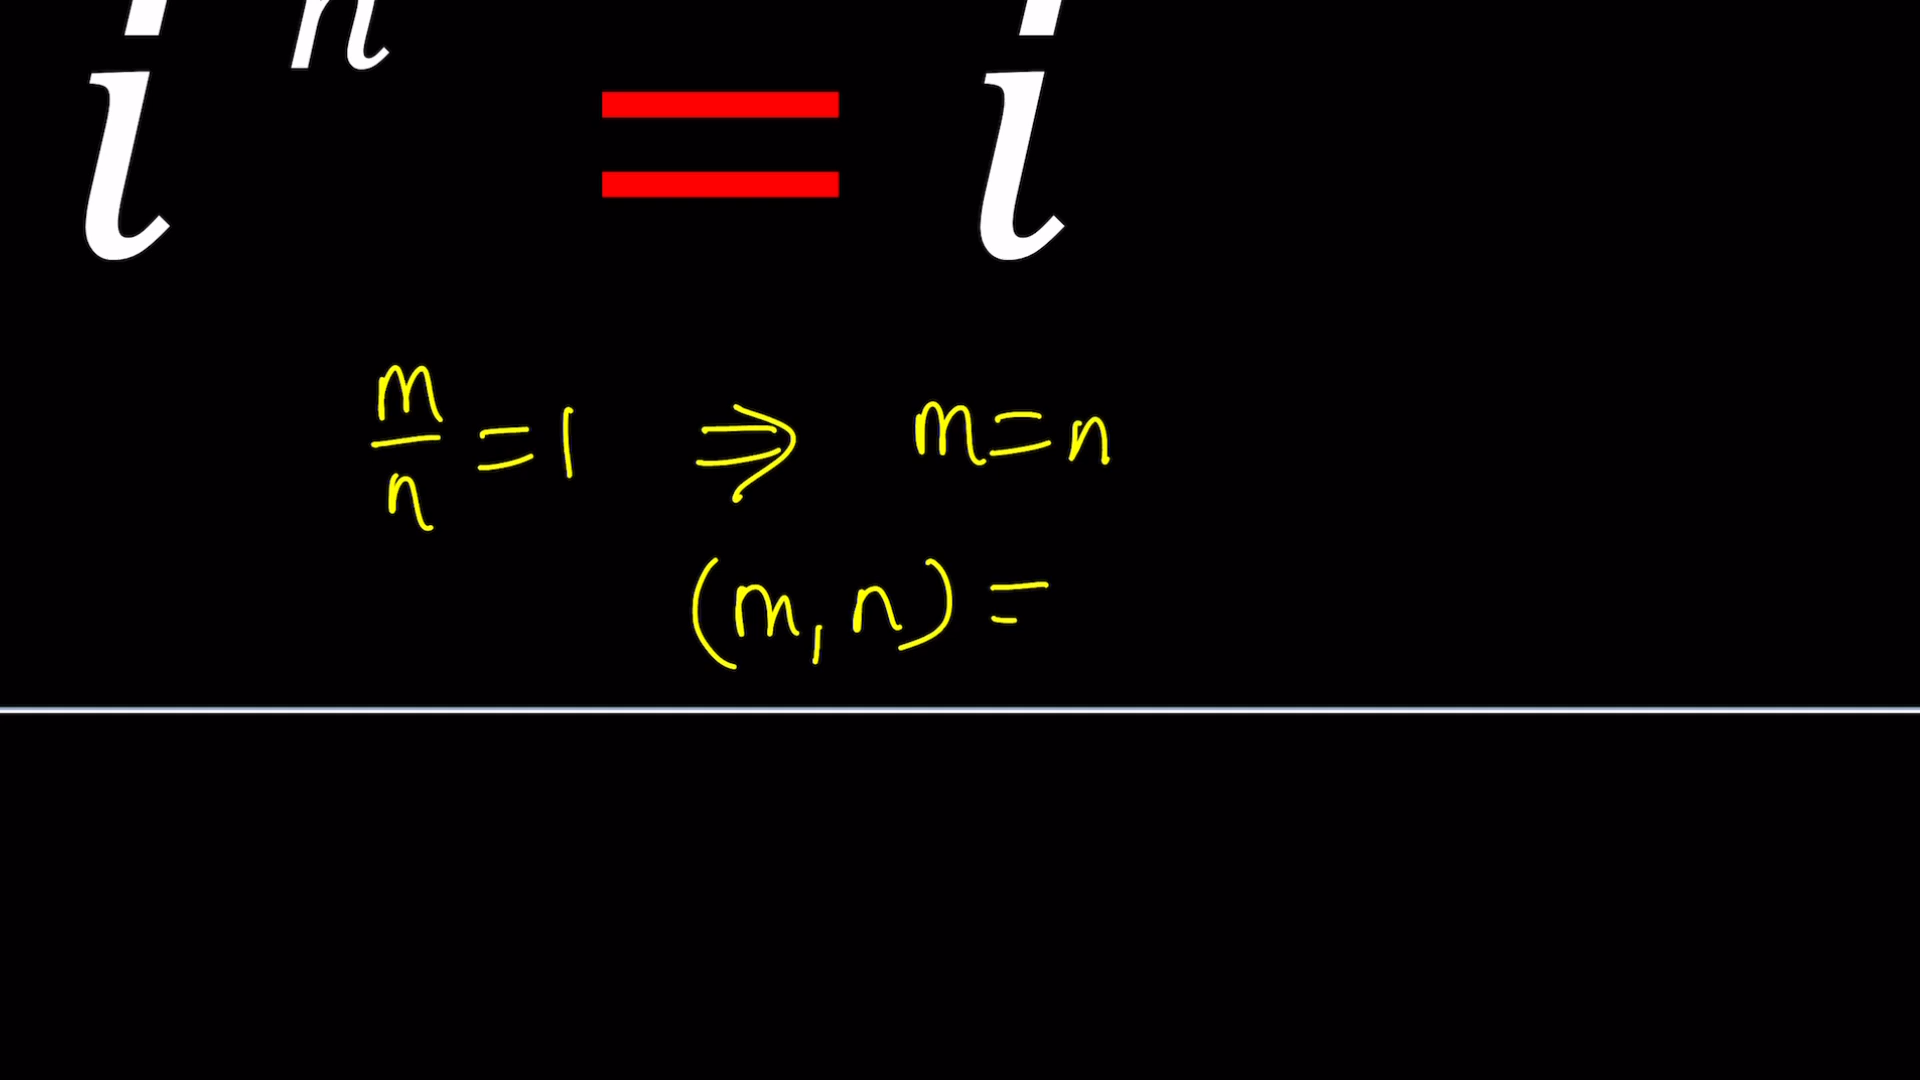 i n = i
m/n = 1 ⇒ m = n
(m, n) =